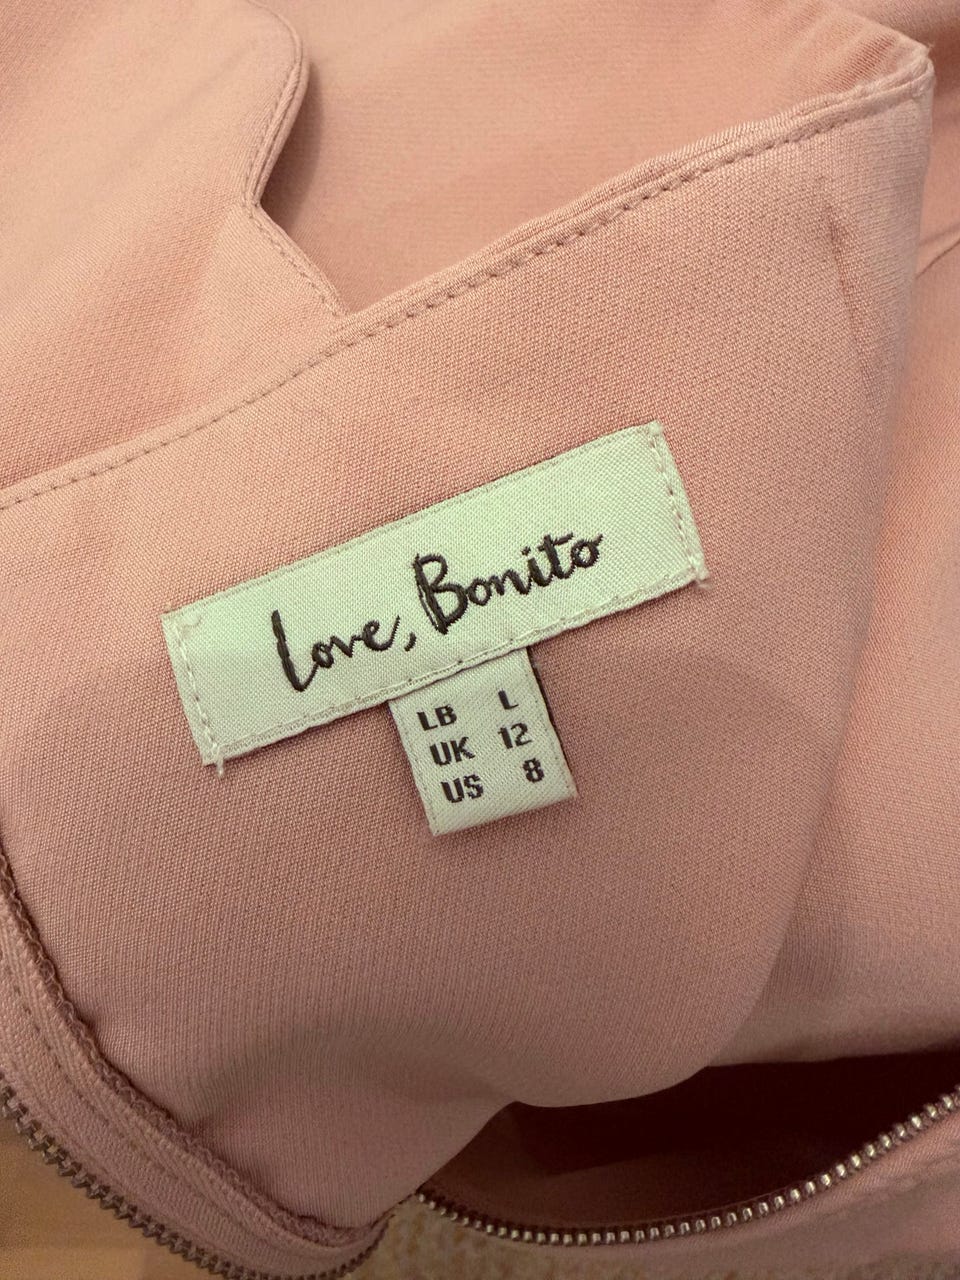 Love, Bonito
LB L
UK 12
US 8